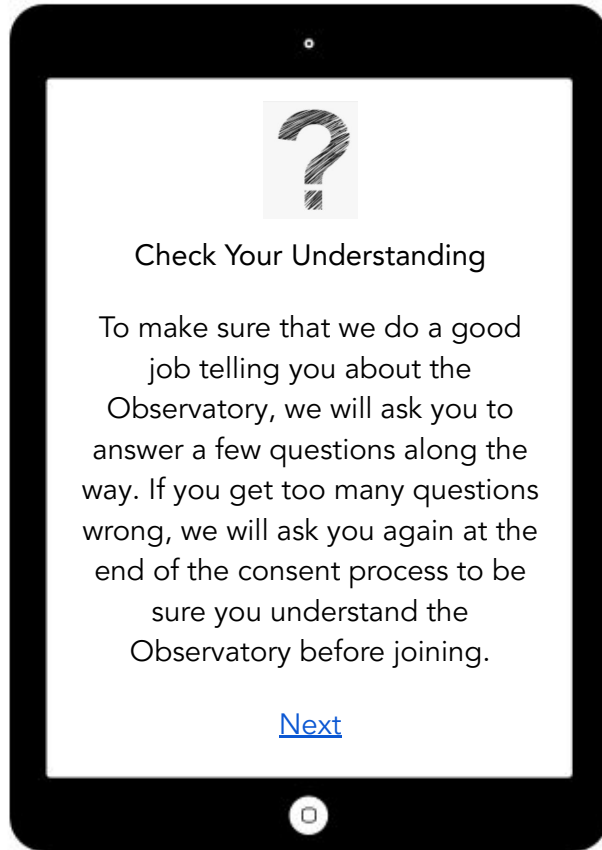 ?
Check Your Understanding
To make sure that we do a good
job telling you about the
Observatory, we will ask you to
answer a few questions along the
way. If you get too many questions
wrong, we will ask you again at the
end of the consent process to be
sure you understand the
Observatory before joining.
Next